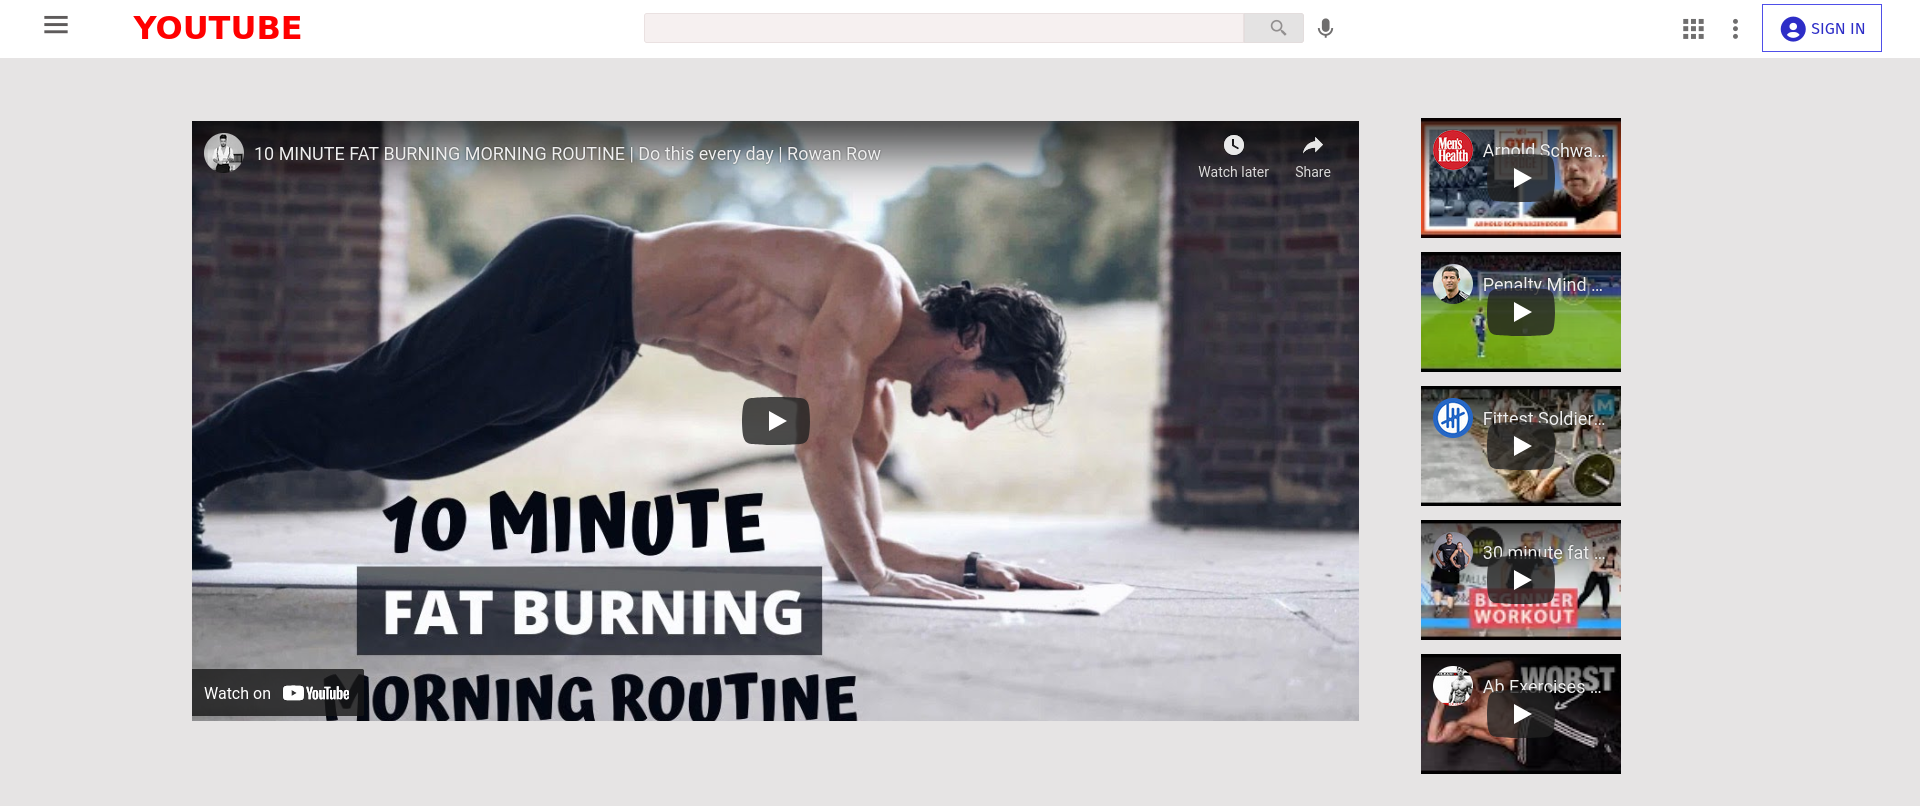 YOUTUBE
SIGN IN
10 MINUTE FAT BURNING MORNING ROUTINE | Do this every day | Rowan Row
Watch later
Share
10 MINUTE
FAT BURNING
MORNING ROUTINE
Watch on YouTube
Men's
Health
Arnold Schwa...
ARNOLD SCHWARZENEGGER
Penalty Mind ...
Fittest Soldier...
30 minute fat ...
BEGINNER
WORKOUT
WORST
Ab Exercises ...